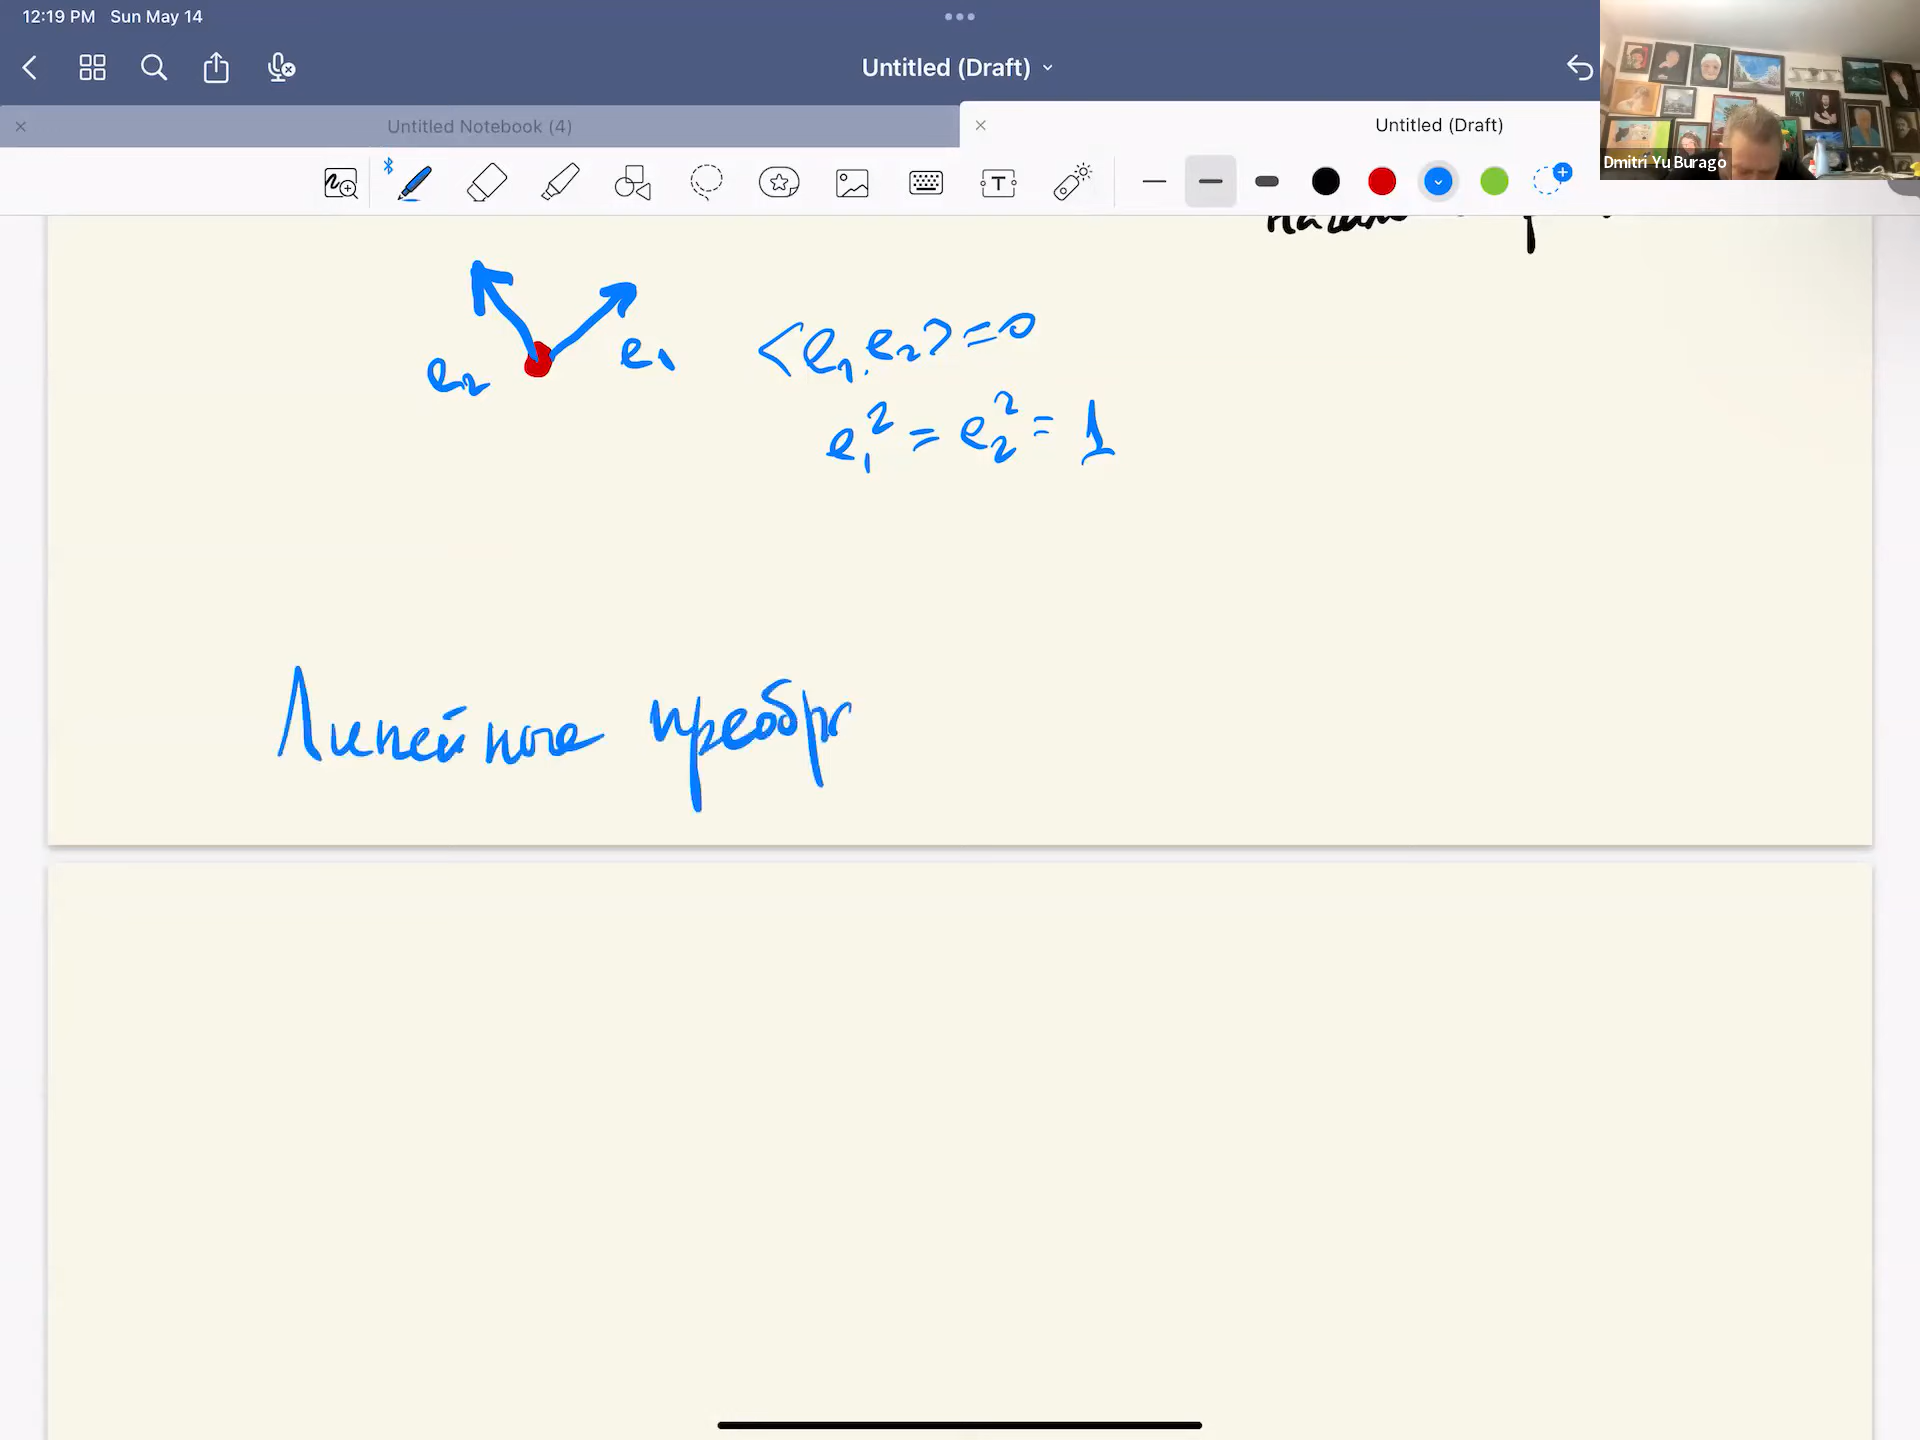 12:19 PM Sun May 14
Untitled (Draft)
Untitled Notebook (4)
Untitled (Draft)
Dmitri Yu Burago
T
e₂ e₁ <e₁, e₂> = 0
e₁² = e₂² = 1
Линейное преобр